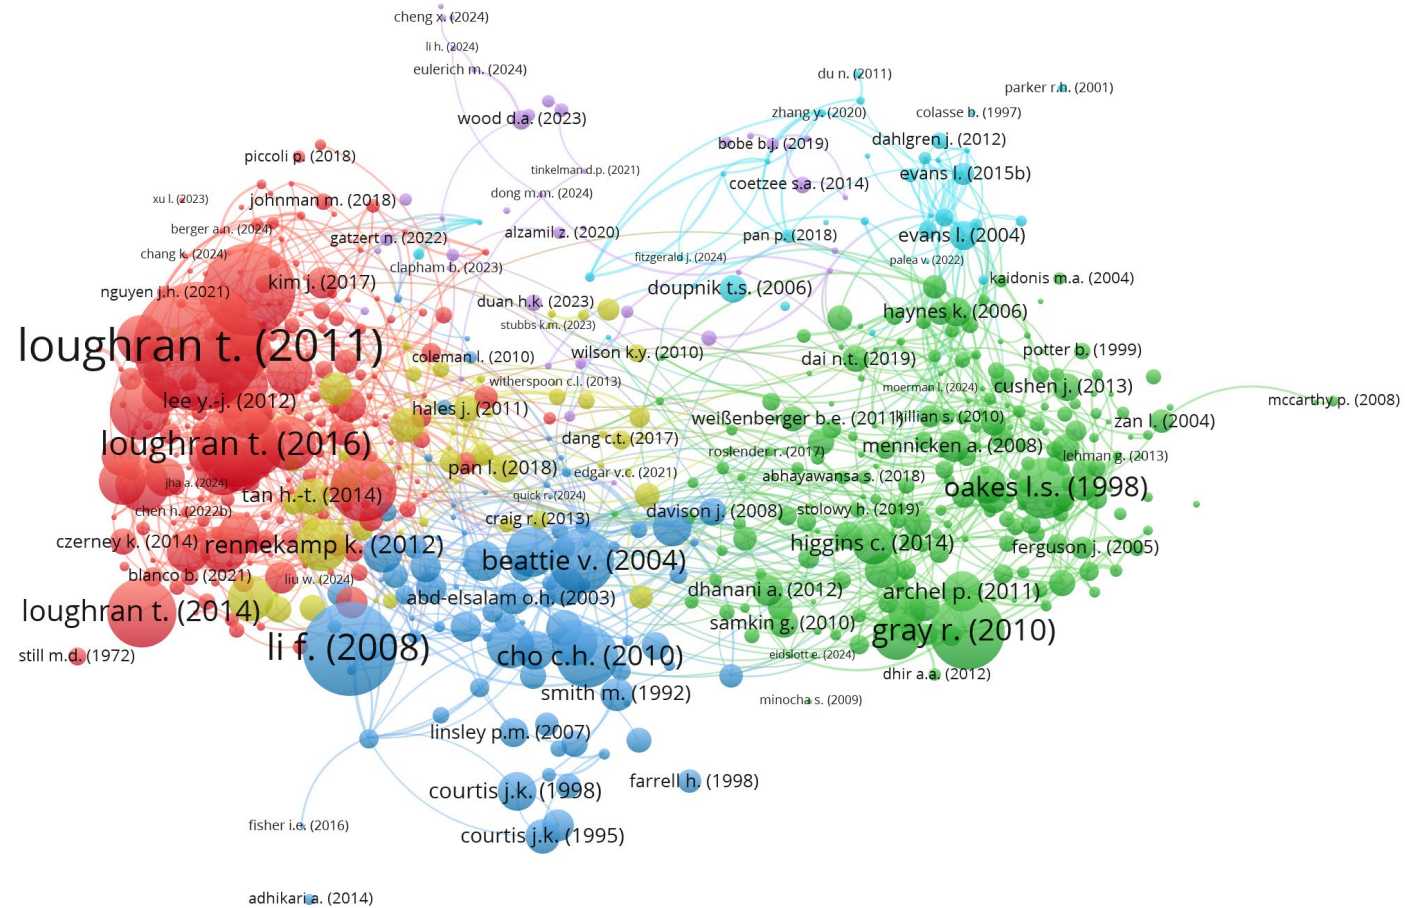 cheng x. (2024)
li h. (2024)
eulerich m. (2024)
du n. (2011)
parker r.h. (2001)
wood d.a. (2023)
zhang y. (2020)
colasse b. (1997)
bobe b.j. (2019)
dahlgren j. (2012)
piccoli p. (2018)
tinkelman d.p. (2021)
evans l. (2015b)
coetzee s.a. (2014)
xu l. (2023)
johnman m. (2018)
dong m.m. (2024)
berger a.n. (2024)
gatzert n. (2022)
alzamil z. (2020)
pan p. (2018)
evans l. (2004)
chang k. (2024)
clapham b. (2023)
fitzgerald j. (2024)
palea v. (2022)
nguyen j.h. (2021)
kim j. (2017)
doupnik t.s. (2006)
kaidonis m.a. (2004)
duan h.k. (2023)
haynes k. (2006)
stubbs k.m. (2023)
loughran t. (2011)
coleman l. (2010)
wilson k.y. (2010)
dai n.t. (2019)
potter b. (1999)
witherspoon c.l. (2013)
moerman l. (2024)
cushen j. (2013)
lee y.-j. (2012)
hales j. (2011)
mccarthy p. (2008)
weißenberger b.e. (2011)
killian s. (2010)
zan l. (2004)
loughran t. (2016)
dang c.t. (2017)
roslender r. (2017)
mennicken a. (2008)
lehman g. (2013)
pan l. (2018)
edgar v.c. (2021)
abhayawansa s. (2018)
jha a. (2024)
tan h.-t. (2014)
quick r. (2024)
oakes l.s. (1998)
chen h. (2022b)
craig r. (2013)
davison j. (2008)
stolowy h. (2019)
czerney k. (2014)
rennekamp k. (2012)
beattie v. (2004)
higgins c. (2014)
ferguson j. (2005)
blanco b. (2021)
liu w. (2024)
abd-elsalam o.h. (2003)
dhanani a. (2012)
archel p. (2011)
loughran t. (2014)
samkin g. (2010)
gray r. (2010)
still m.d. (1972)
li f. (2008)
cho c.h. (2010)
eidslott e. (2024)
dhir a.a. (2012)
smith m. (1992)
minocha s. (2009)
linsley p.m. (2007)
courtis j.k. (1998)
farrell h. (1998)
fisher i.e. (2016)
courtis j.k. (1995)
adhikari a. (2014)